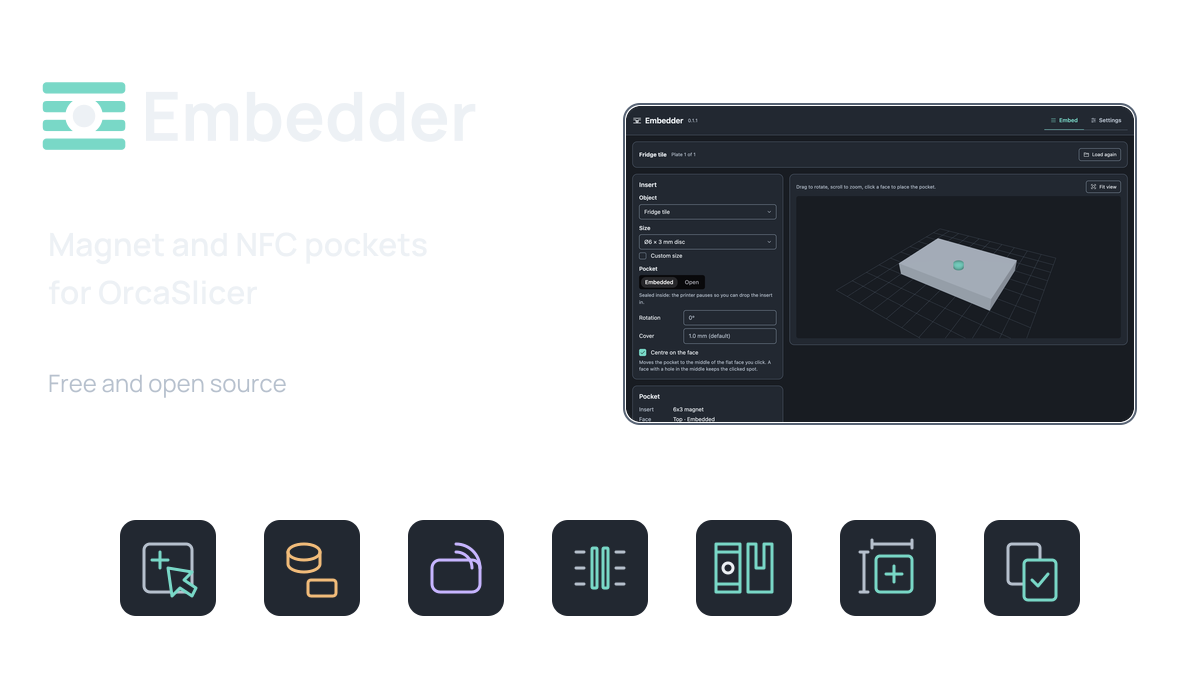 Embedder
Magnet and NFC pockets
for OrcaSlicer
Free and open source
Embedder 0.1.1
Embed Settings
Fridge tile Plate 1 of 1
Load again
Insert
Object
Fridge tile
Size
Ø6 × 3 mm disc
Custom size
Pocket
Embedded Open
Sealed inside: the printer pauses so you can drop the insert
in.
Rotation 0°
Cover 1.0 mm (default)
Centre on the face
Moves the pocket to the middle of the flat face you click. A
face with a hole in the middle keeps the clicked spot.
Pocket
Insert 6x3 magnet
Face Top - Embedded
Drag to rotate, scroll to zoom, click a face to place the pocket.
Fit view